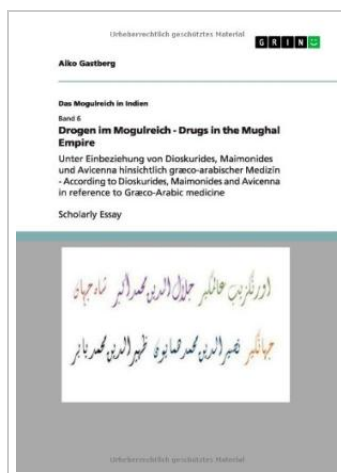 Urheberrechtlich geschütztes Material
G R I N
Aiko Gastberg
Das Mogulreich in Indien
Band 6
Drogen im Mogulreich - Drugs in the Mughal
Empire
Unter Einbeziehung von Dioskurides, Maimonides
und Avicenna hinsichtlich græco-arabischer Medizin
- According to Dioskurides, Maimonides and Avicenna
in reference to Græco-Arabic medicine
Scholarly Essay
اورنگزیب عالمگیر جلال الدین محمد اکبر شاه جهان
جهانگیر نصیر الدین محمد همایون ظهیر الدین محمد بابر
Urheberrechtlich geschütztes Material